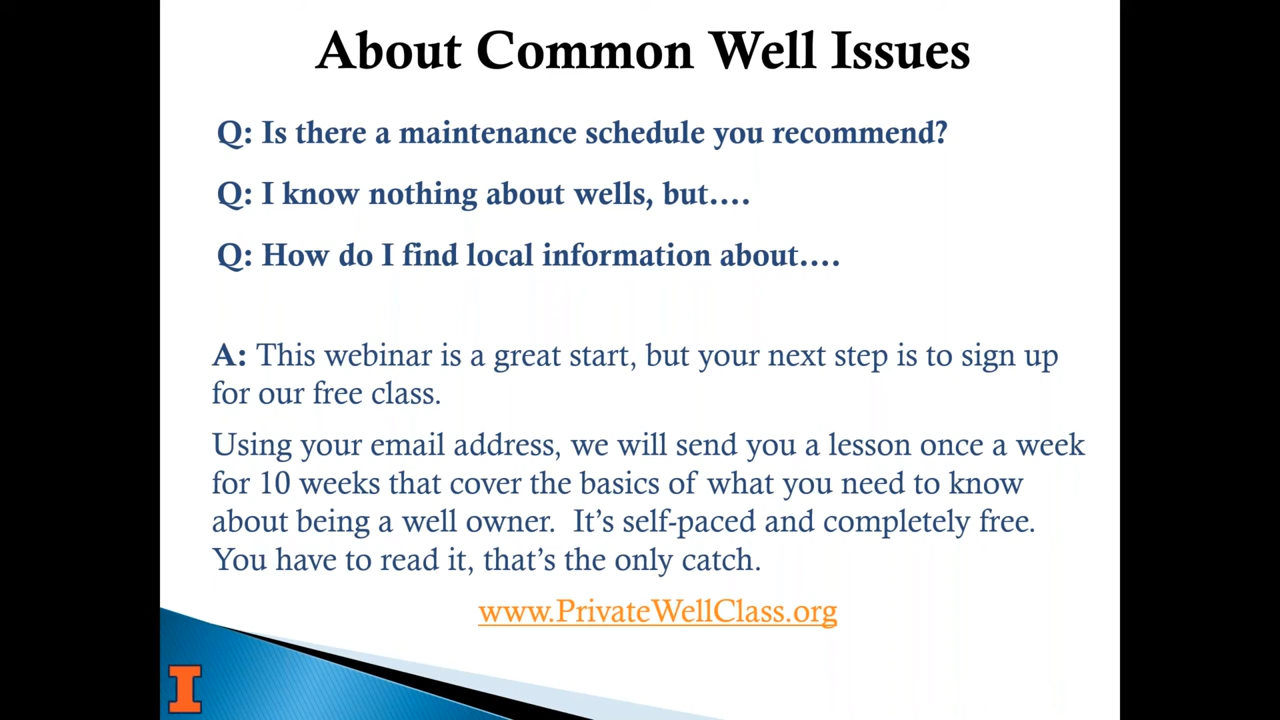 About Common Well Issues
Q: Is there a maintenance schedule you recommend?
Q: I know nothing about wells, but....
Q: How do I find local information about....
A: This webinar is a great start, but your next step is to sign up
for our free class.
Using your email address, we will send you a lesson once a week
for 10 weeks that cover the basics of what you need to know
about being a well owner.  It’s self-paced and completely free.
You have to read it, that’s the only catch.
www.PrivateWellClass.org
I